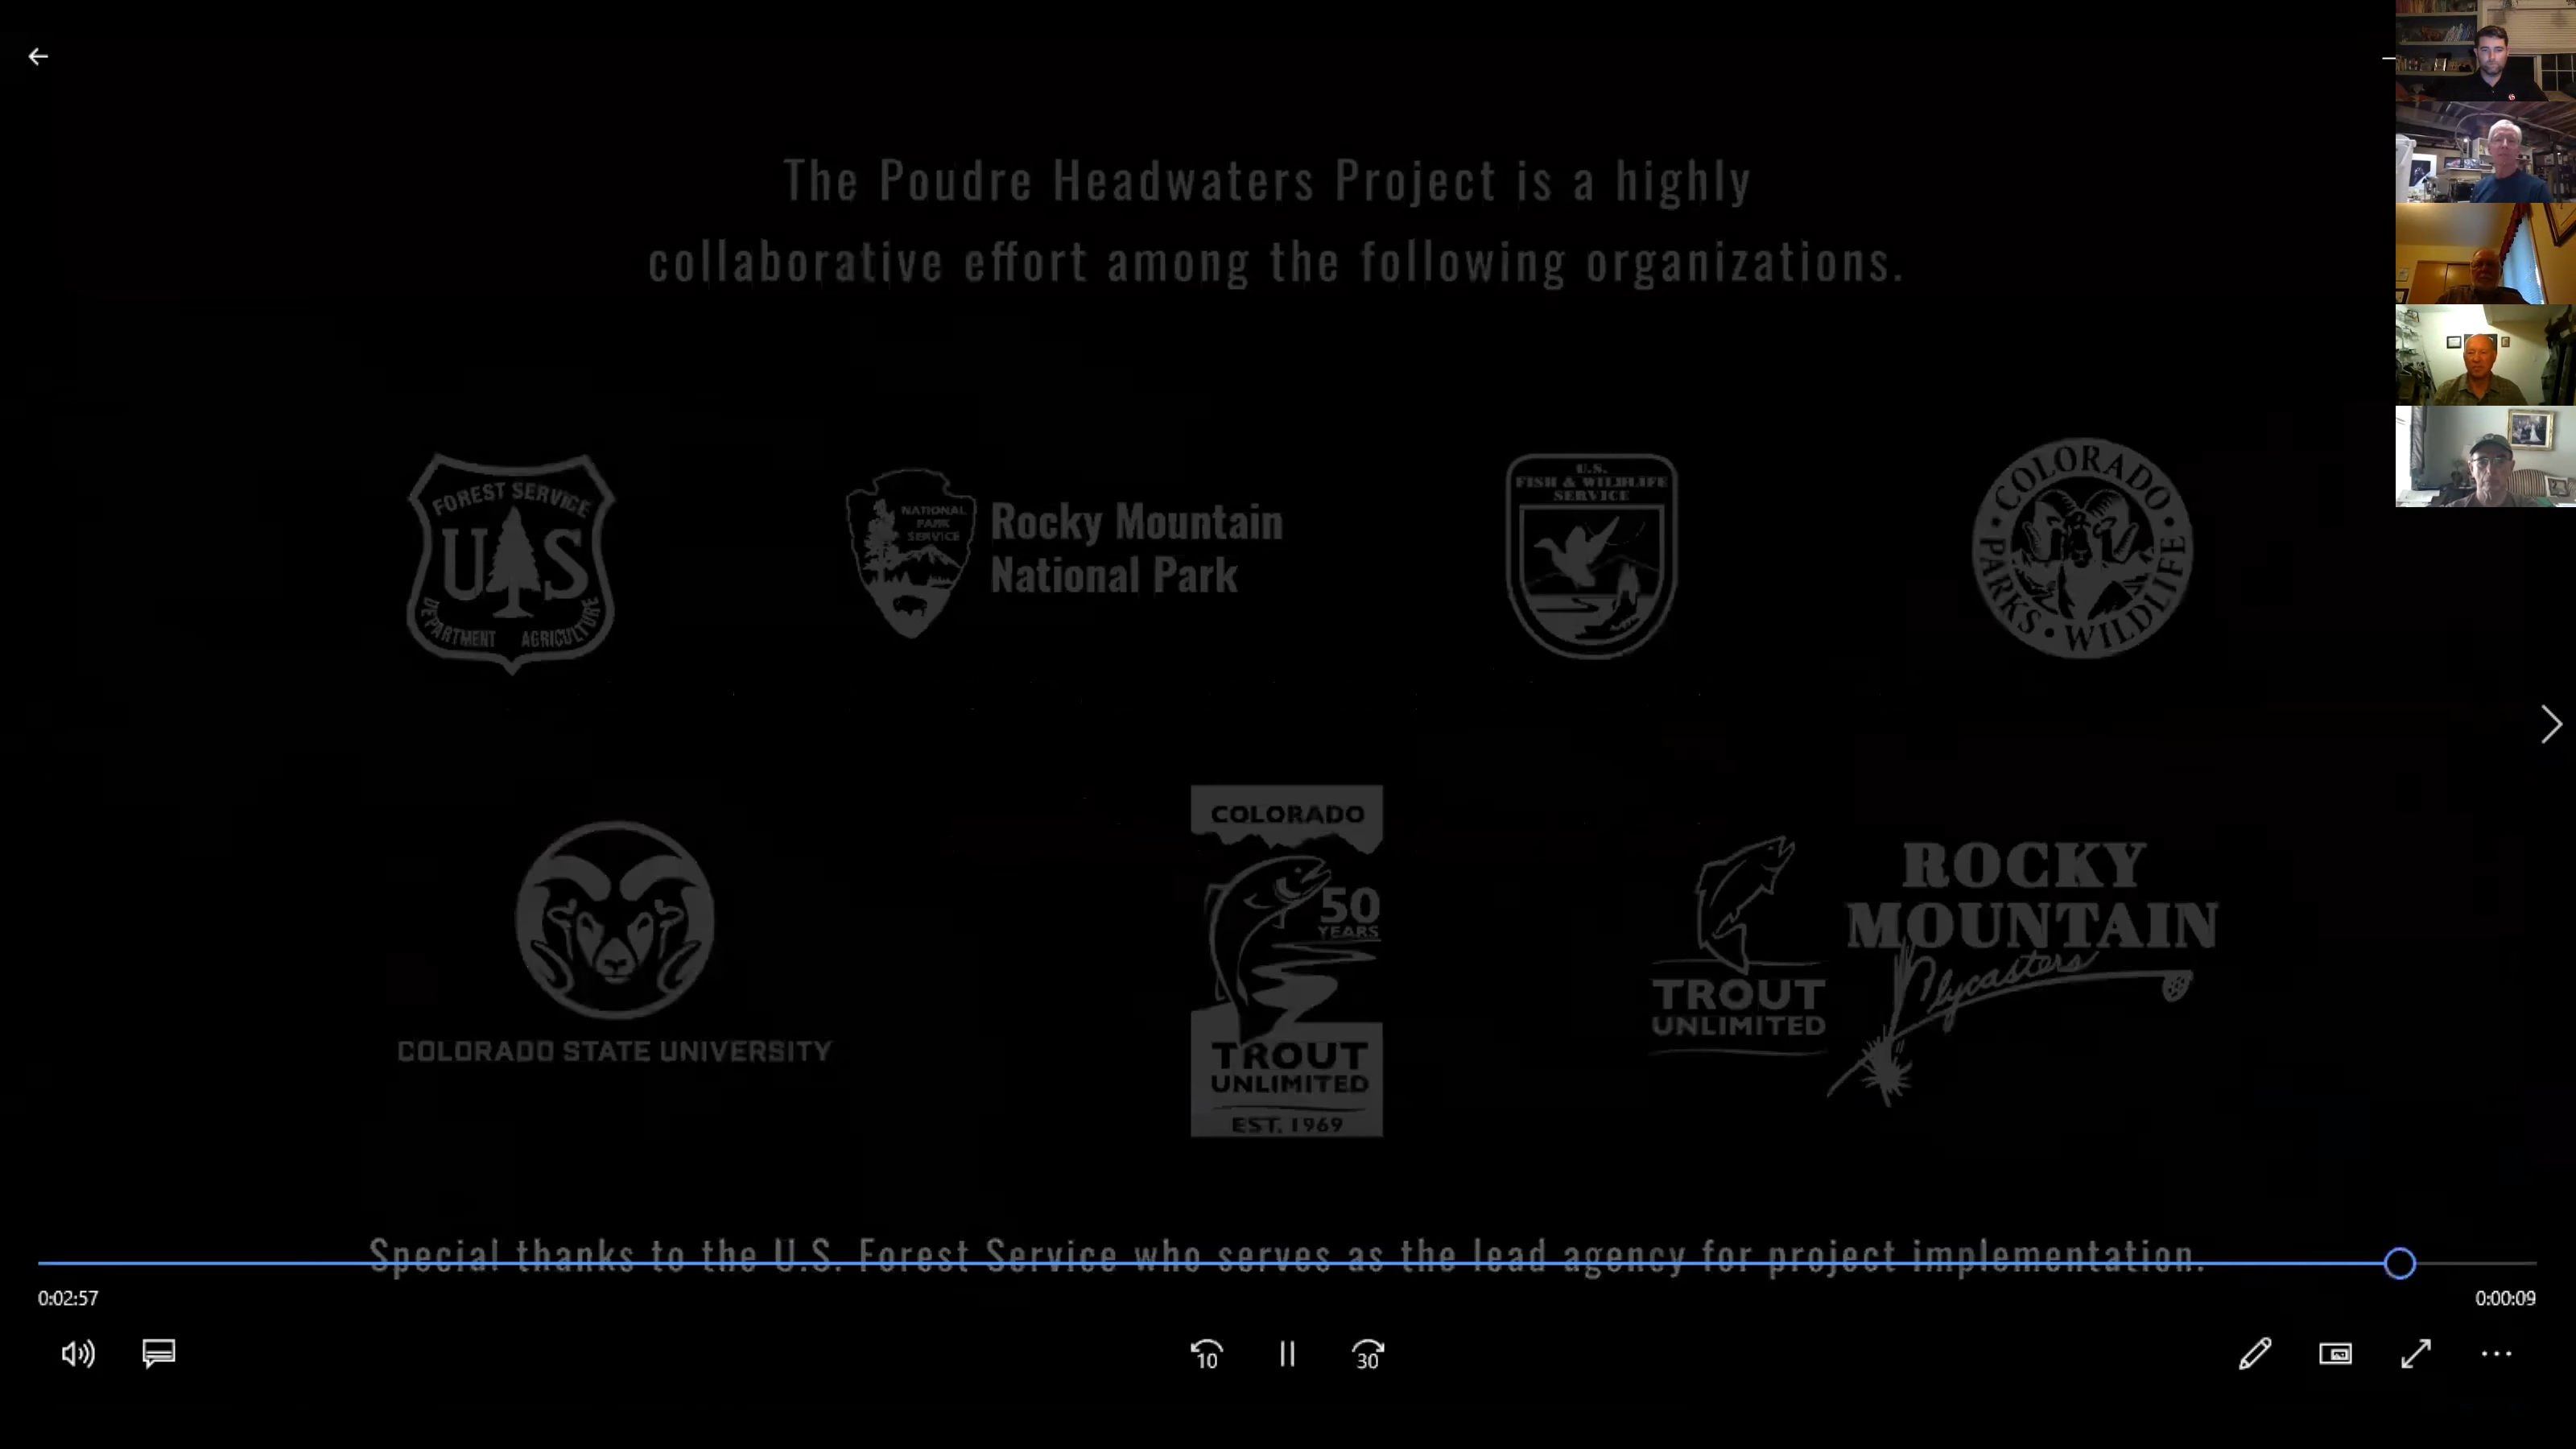 The Poudre Headwaters Project is a highly
collaborative effort among the following organizations.
FOREST SERVICE
U S
DEPARTMENT AGRICULTURE
NATIONAL
PARK
SERVICE
Rocky Mountain
National Park
U.S.
FISH & WILDLIFE
SERVICE
COLORADO
PARKS • WILDLIFE
COLORADO STATE UNIVERSITY
COLORADO
50
YEARS
TROUT
UNLIMITED
EST. 1969
TROUT
UNLIMITED
ROCKY
MOUNTAIN
Flycasters
Special thanks to the U.S. Forest Service who serves as the lead agency for project implementation.
0:02:57
0:00:09
10
30